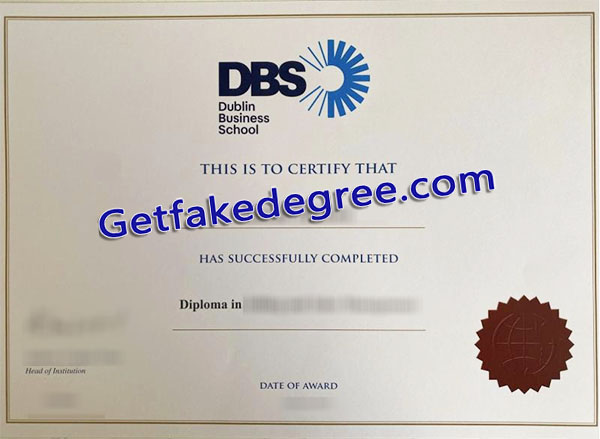 DBS
Dublin
Business
School
THIS IS TO CERTIFY THAT
Getfakedegree.com
HAS SUCCESSFULLY COMPLETED
Diploma in
Head of Institution
DATE OF AWARD